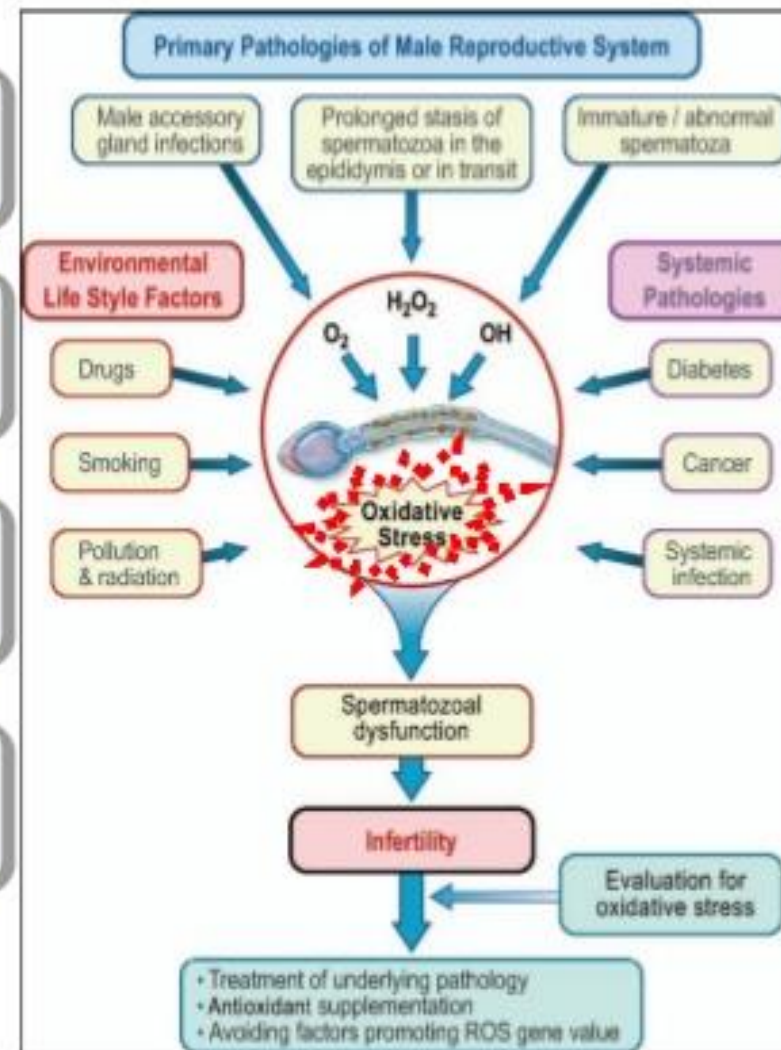 Primary Pathologies of Male Reproductive System
Male accessory
gland infections
Prolonged stasis of
spermatozoa in the
epididymis or in transit
Immature / abnormal
spermatoza
Environmental
Life Style Factors
Systemic
Pathologies
H₂O₂
O₂
OH
Drugs
Diabetes
Smoking
Cancer
Oxidative
Stress
Pollution
& radiation
Systemic
infection
Spermatozoal
dysfunction
Infertility
Evaluation for
oxidative stress
• Treatment of underlying pathology
• Antioxidant supplementation
• Avoiding factors promoting ROS gene value